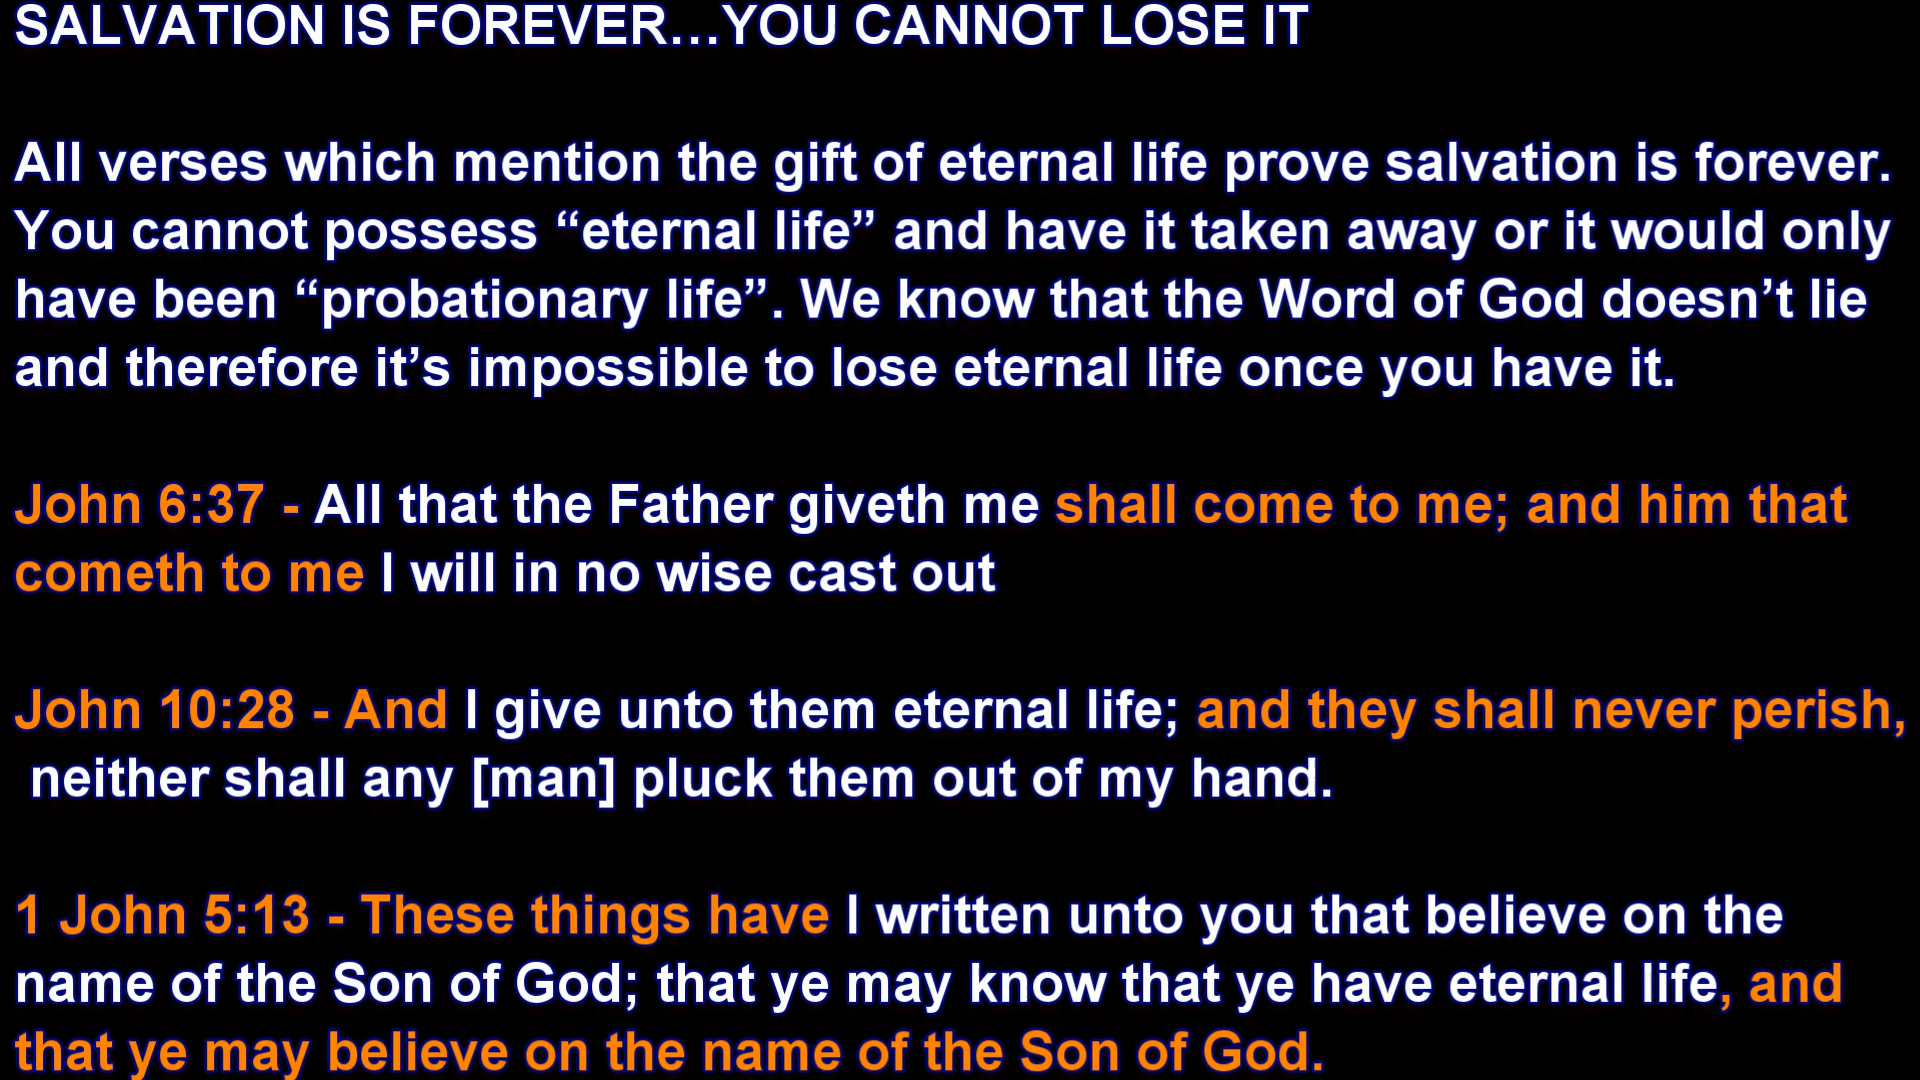 SALVATION IS FOREVER…YOU CANNOT LOSE IT
All verses which mention the gift of eternal life prove salvation is forever.
You cannot possess “eternal life” and have it taken away or it would only
have been “probationary life”. We know that the Word of God doesn’t lie
and therefore it’s impossible to lose eternal life once you have it.
John 6:37 - All that the Father giveth me shall come to me; and him that
cometh to me I will in no wise cast out
John 10:28 - And I give unto them eternal life; and they shall never perish,
neither shall any [man] pluck them out of my hand.
1 John 5:13 - These things have I written unto you that believe on the
name of the Son of God; that ye may know that ye have eternal life, and
that ye may believe on the name of the Son of God.